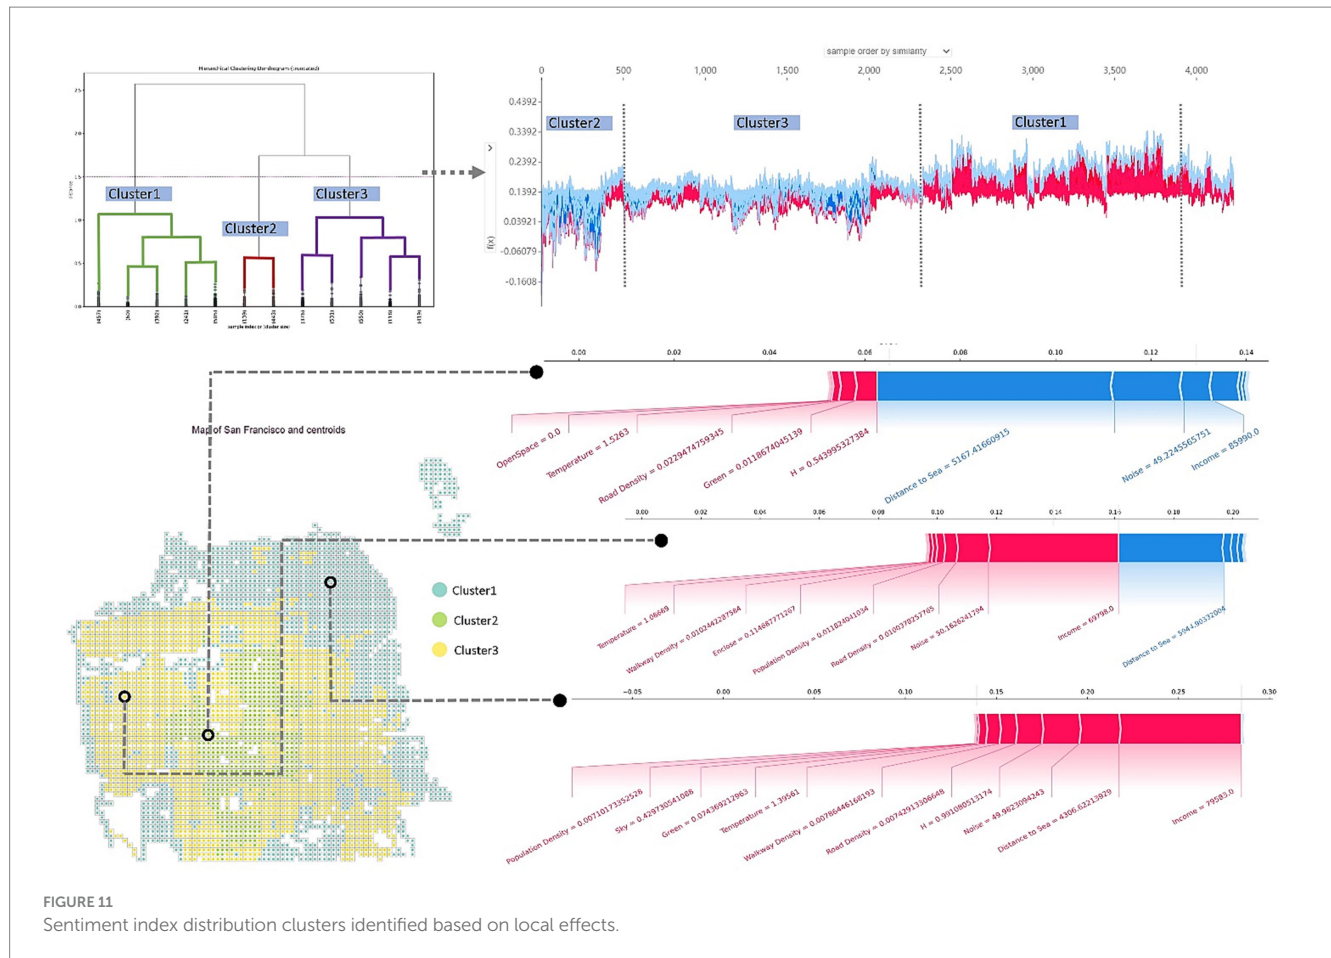 Hierarchical Clustering Dendrogram (truncated)
Cluster1
Cluster2
Cluster3
sample index or (cluster size)
sample order by similarity
0 500 1,000 1,500 2,000 2,500 3,000 3,500 4,000
0.4392
0.3392
0.2392
0.1392
0.03921
-0.06079
-0.1608
f(x)
Cluster2
Cluster3
Cluster1
0.00 0.02 0.04 0.06 0.08 0.10 0.12 0.14
OpenSpace = 0.0
Temperature = 1.5263
Road Density = 0.0229474759345
Green = 0.0118674045139
H = 0.543995327384
Distance to Sea = 5167.41660915
Noise = 49.2245565751
Income = 85990.0
Map of San Francisco and centroids
Cluster1
Cluster2
Cluster3
0.00 0.02 0.04 0.06 0.08 0.10 0.12 0.14 0.16 0.18 0.20
Temperature = 1.06669
Walkway Density = 0.0102442287584
Enclose = 0.114687771267
Population Density = 0.011824041034
Road Density = 0.0100778257765
Noise = 50.1626241794
Income = 69798.0
Distance to Sea =
-0.05 0.00 0.05 0.10 0.15 0.20 0.25 0.30
Population Density = 0.00710173352526
Sky = 0.429730541086
Green = 0.074369217963
Temperature = 1.39561
Walkway Density = 0.00786446166193
Road Density = 0.00742911306648
H = 0.991080513174
Noise = 49.9623094243
Distance to Sea = 4306.62213929
Income = 79583.0
FIGURE 11
Sentiment index distribution clusters identified based on local effects.